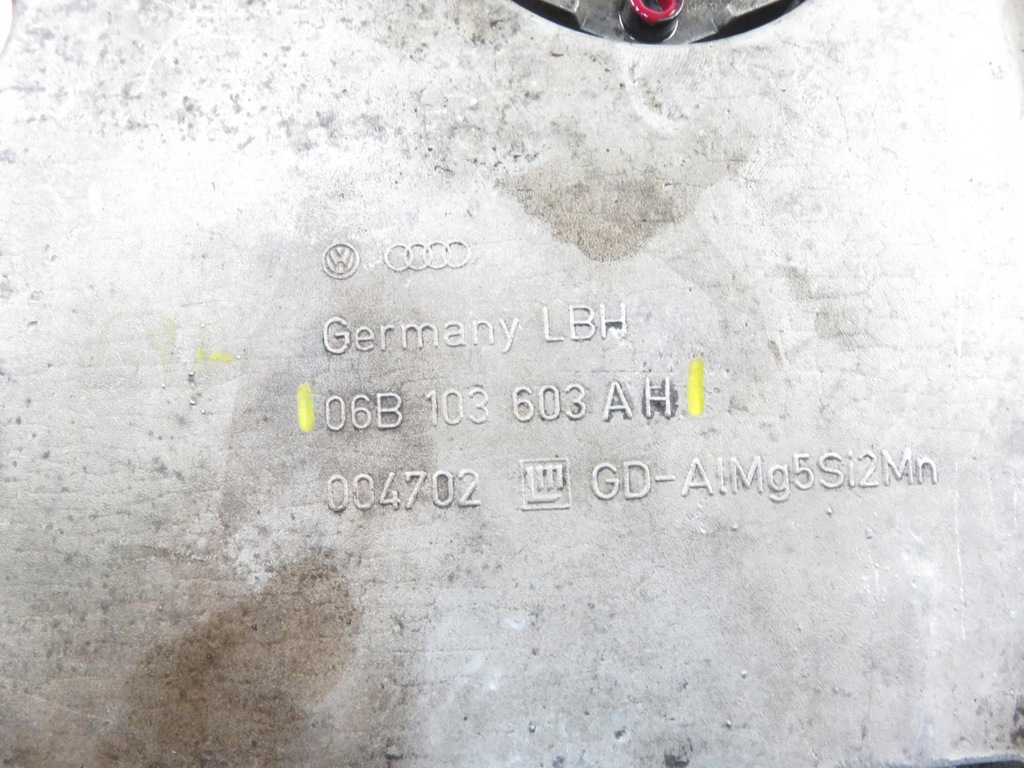 Germany LBH
06B 103 603 AH
004702 GD-AlMg5Si2Mn